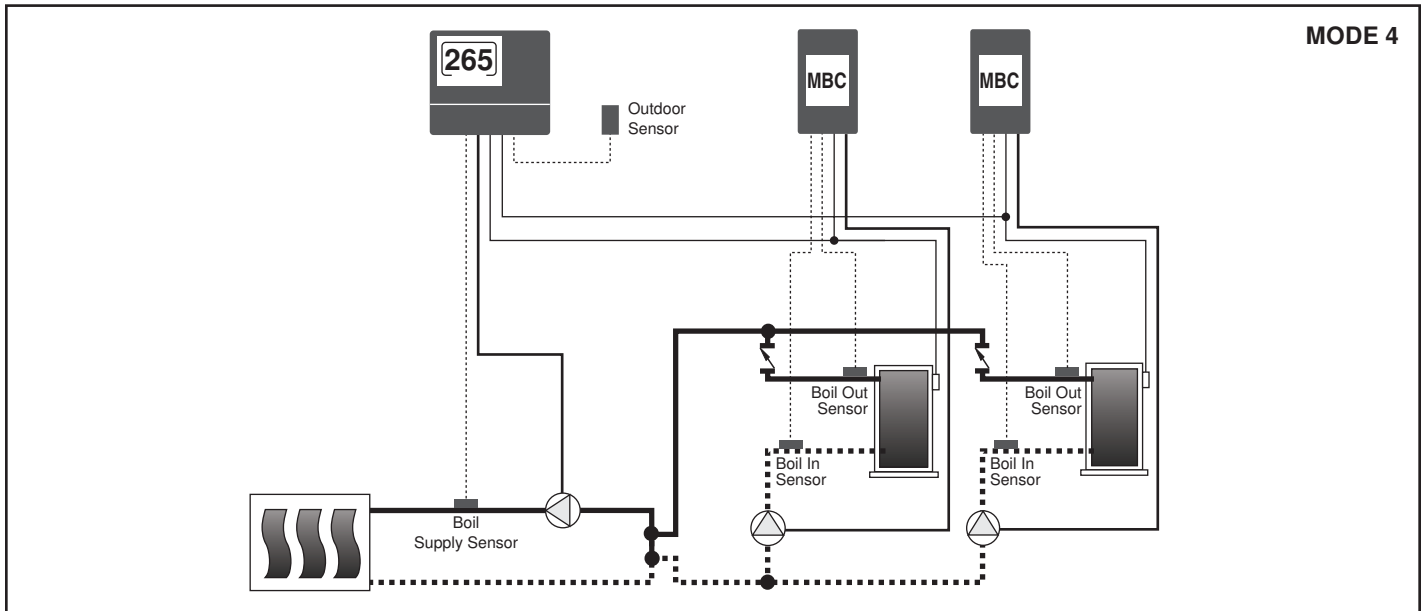 MODE 4
265
MBC
MBC
Outdoor
Sensor
Boil Out
Sensor
Boil Out
Sensor
Boil In
Sensor
Boil In
Sensor
Boil
Supply Sensor